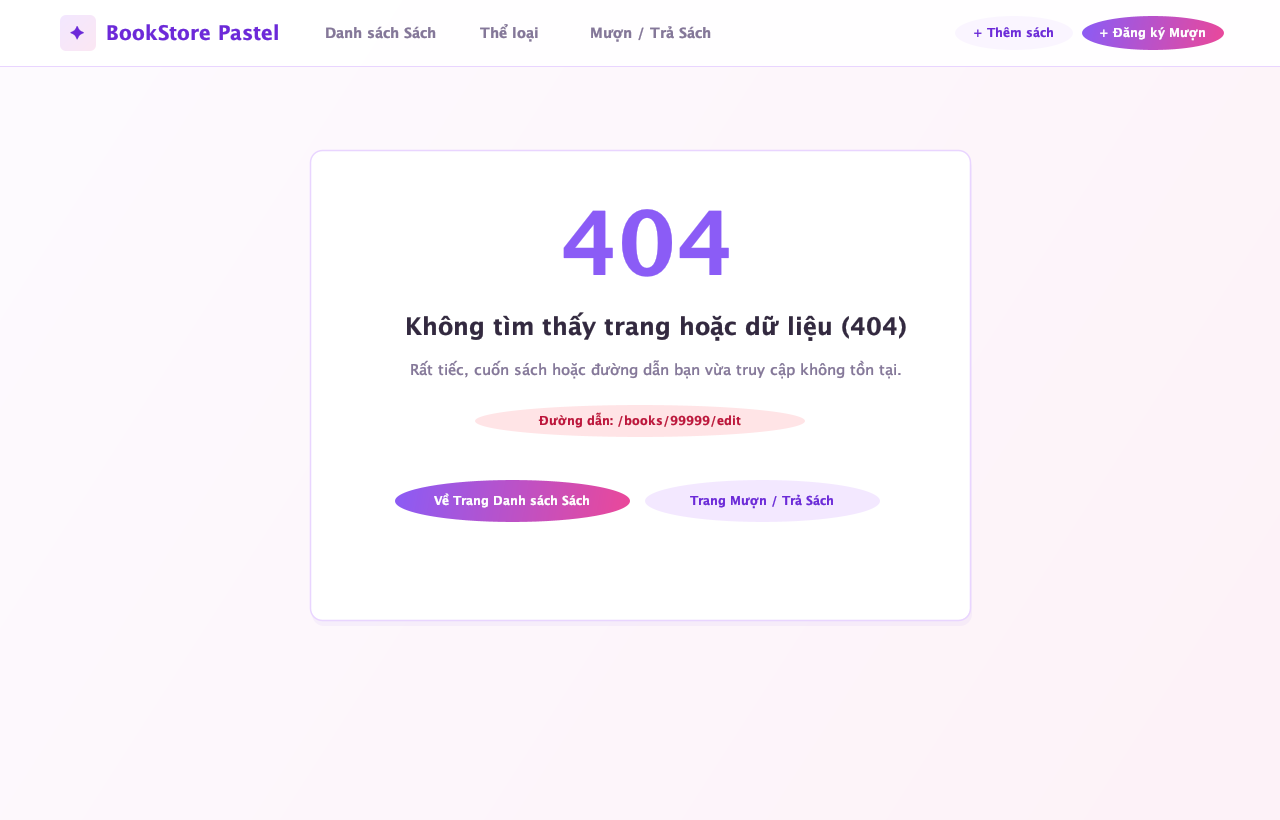 ✦ BookStore Pastel
Danh sách Sách
Thể loại
Mượn / Trả Sách
+ Thêm sách
+ Đăng ký Mượn
404
Không tìm thấy trang hoặc dữ liệu (404)
Rất tiếc, cuốn sách hoặc đường dẫn bạn vừa truy cập không tồn tại.
Đường dẫn: /books/99999/edit
Về Trang Danh sách Sách
Trang Mượn / Trả Sách